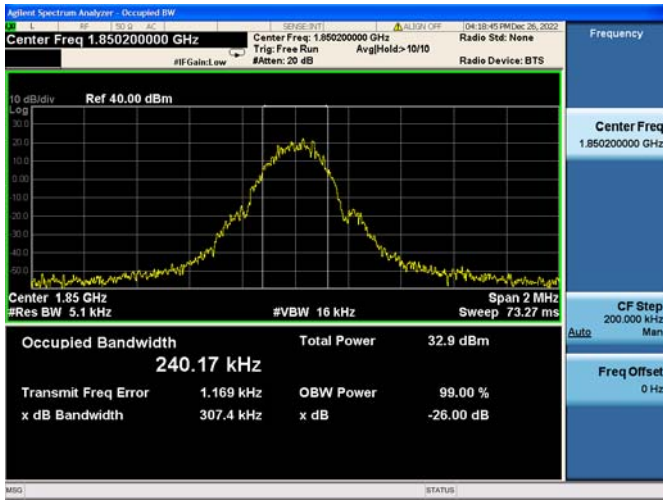 Agilent Spectrum Analyzer - Occupied BW
L RF 50 Ω AC SENSE:INT ALIGN OFF 04:18:45 PM Dec 26, 2022
Center Freq 1.850200000 GHz
Center Freq: 1.850200000 GHz
Radio Std: None
Trig: Free Run Avg|Hold:>10/10
#IFGain:Low #Atten: 20 dB Radio Device: BTS
10 dB/div Ref 40.00 dBm
Log
30.0
20.0
10.0
0.00
-10.0
-20.0
-30.0
-40.0
-50.0
Center 1.85 GHz Span 2 MHz
#Res BW 5.1 kHz #VBW 16 kHz Sweep 73.27 ms
Occupied Bandwidth Total Power 32.9 dBm
240.17 kHz
Transmit Freq Error 1.169 kHz OBW Power 99.00 %
x dB Bandwidth 307.4 kHz x dB -26.00 dB
MSG STATUS
Frequency
Center Freq
1.850200000 GHz
CF Step
200.000 kHz
Auto Man
Freq Offset
0 Hz